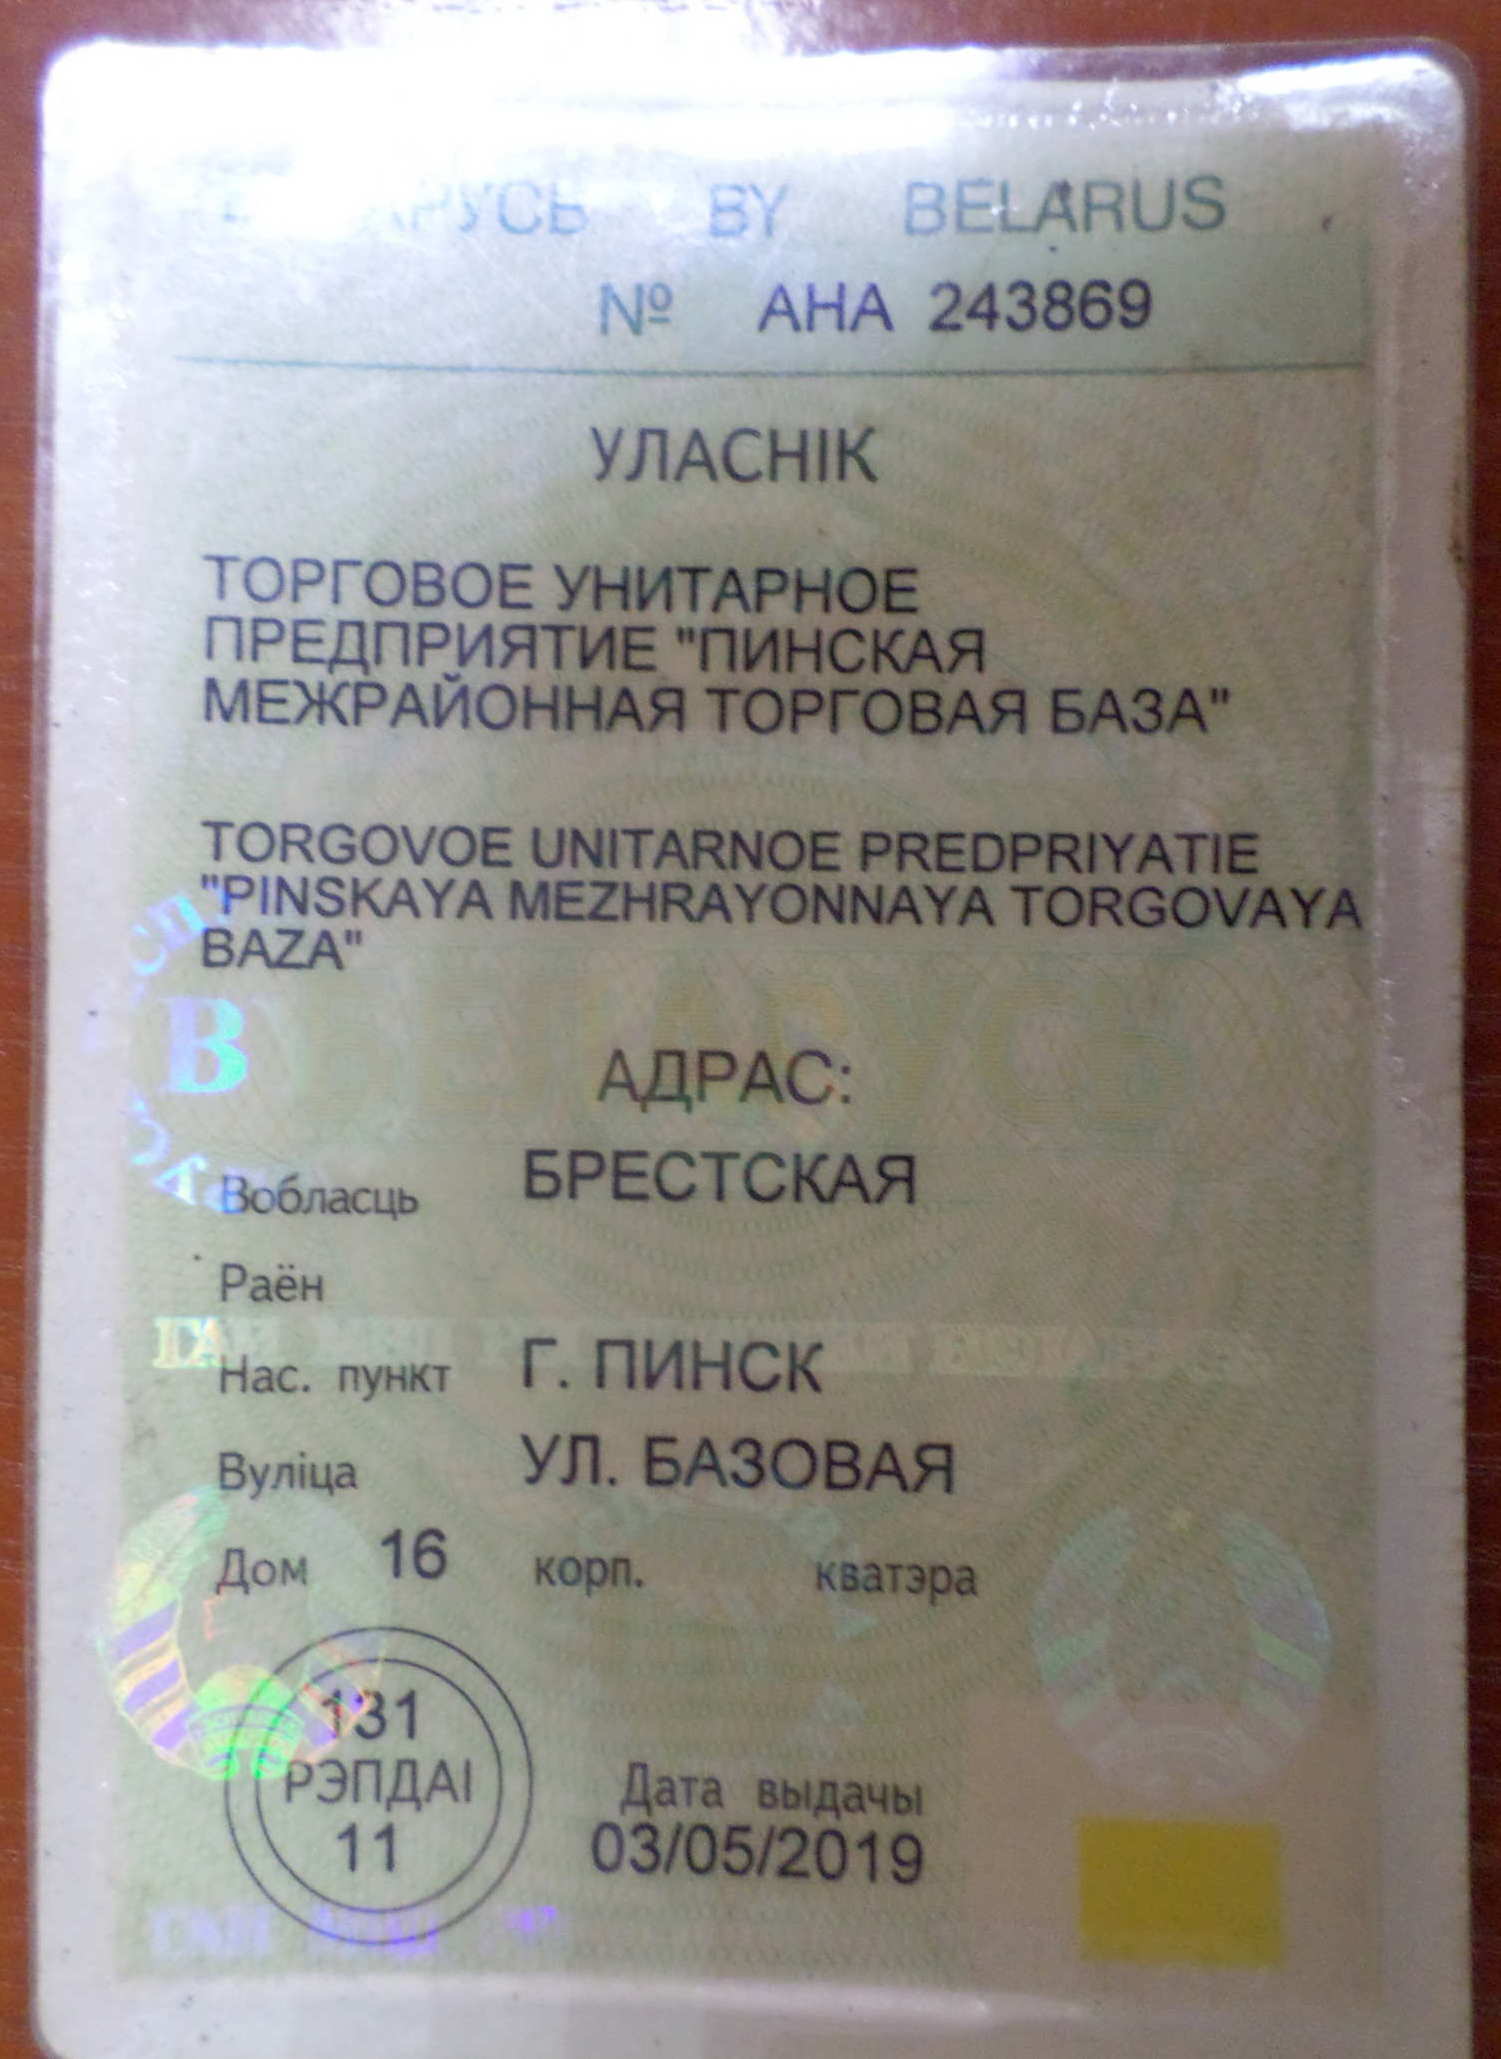 BY BELARUS
№ АНА 243869
УЛАСНІК
ТОРГОВОЕ УНИТАРНОЕ
ПРЕДПРИЯТИЕ "ПИНСКАЯ
МЕЖРАЙОННАЯ ТОРГОВАЯ БАЗА"
TORGOVOE UNITARNOE PREDPRIYATIE
"PINSKAYA MEZHRAYONNAYA TORGOVAYA
BAZA"
БЕЛАРУСЬ
АДРАС:
Вобласць БРЕСТСКАЯ
Раён
Нас. пункт Г. ПИНСК
Вуліца УЛ. БАЗОВАЯ
Дом 16 корп. кватэра
131
РЭПДАІ
11
Дата выдачы
03/05/2019